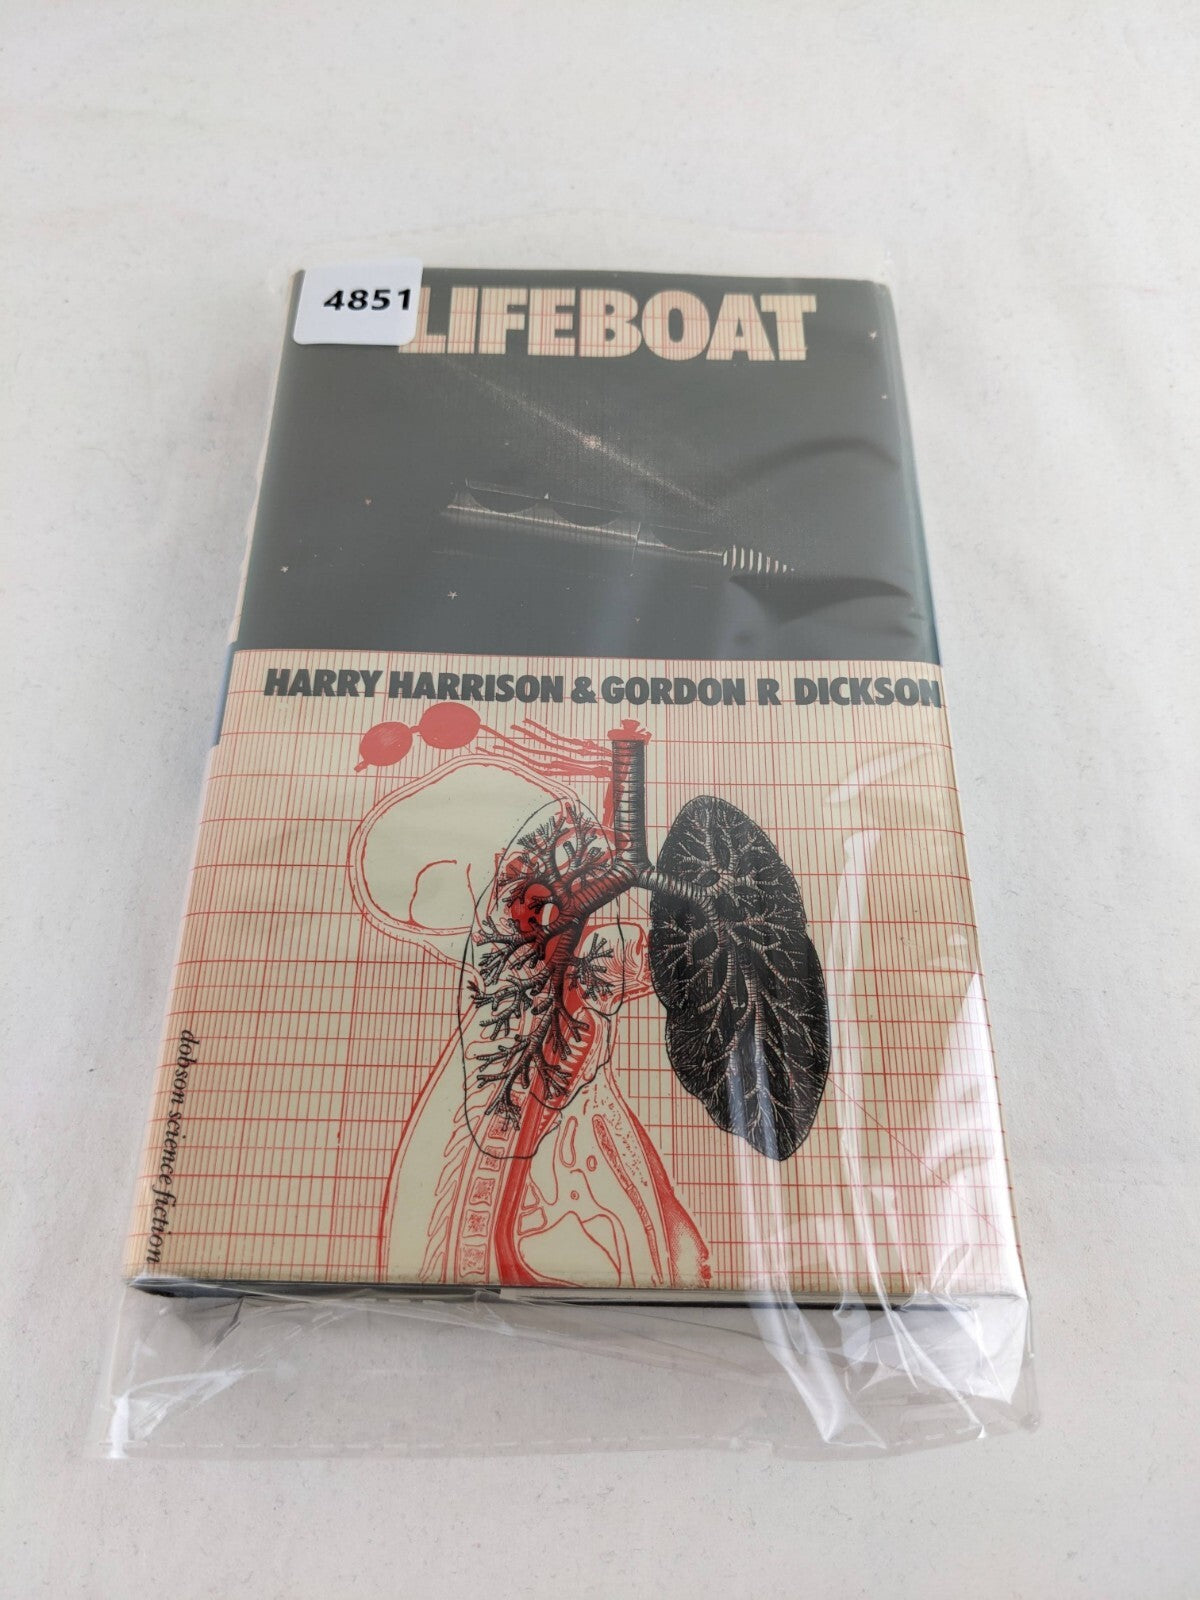 4851
LIFEBOAT
HARRY HARRISON & GORDON R DICKSON
dobson science fiction